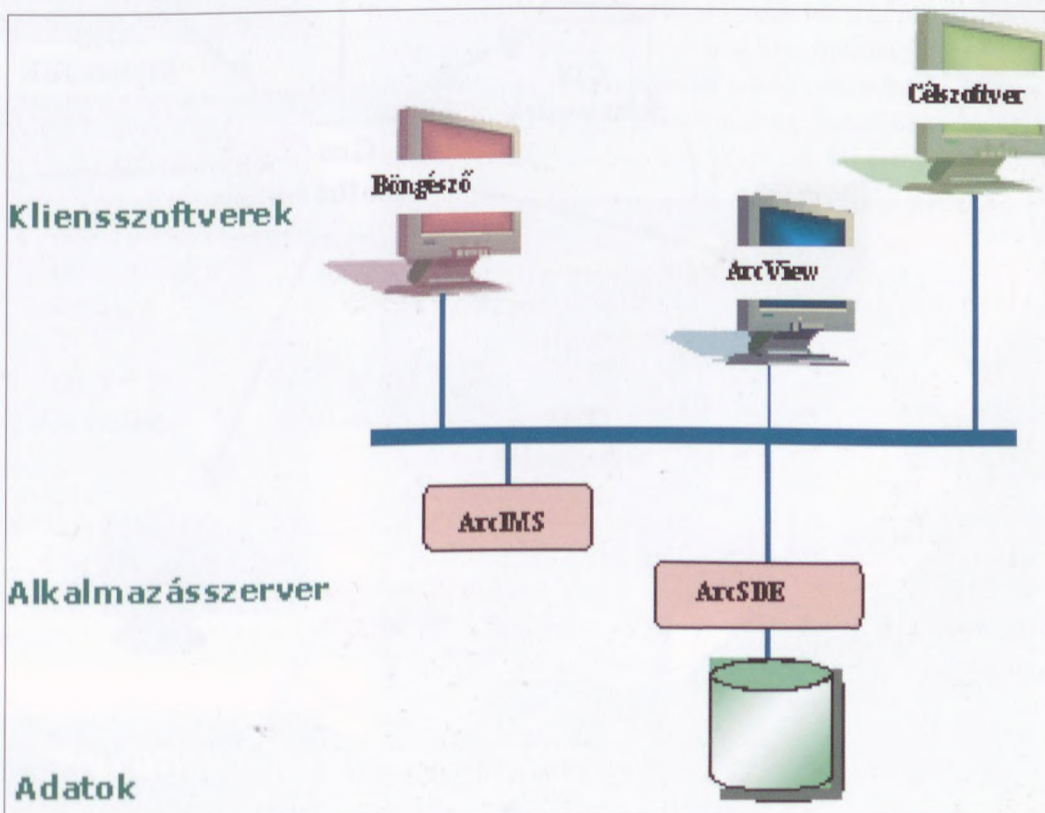 Célszoftver
Böngésző
Kliensszoftverek
ArcView
ArcIMS
Alkalmazásszerver
ArcSDE
Adatok